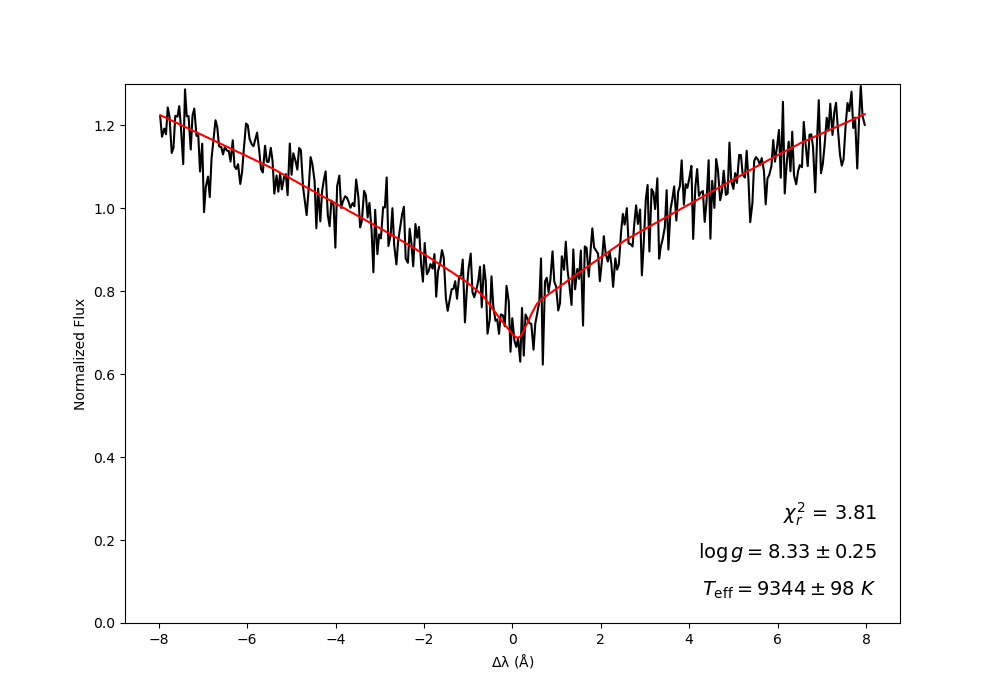 1.2
1.0
0.8
0.6
0.4
0.2
0.0
Normalized Flux
χ²ᵣ = 3.81
log g = 8.33 ± 0.25
T_eff = 9344 ± 98 K
−8 −6 −4 −2 0 2 4 6 8
Δλ (Å)